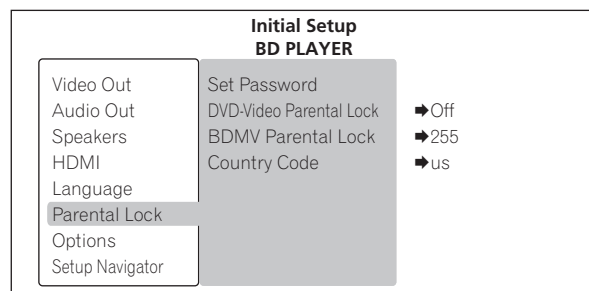 Initial Setup
BD PLAYER
Video Out
Audio Out
Speakers
HDMI
Language
Parental Lock
Options
Setup Navigator
Set Password
DVD-Video Parental Lock ➡Off
BDMV Parental Lock ➡255
Country Code ➡us